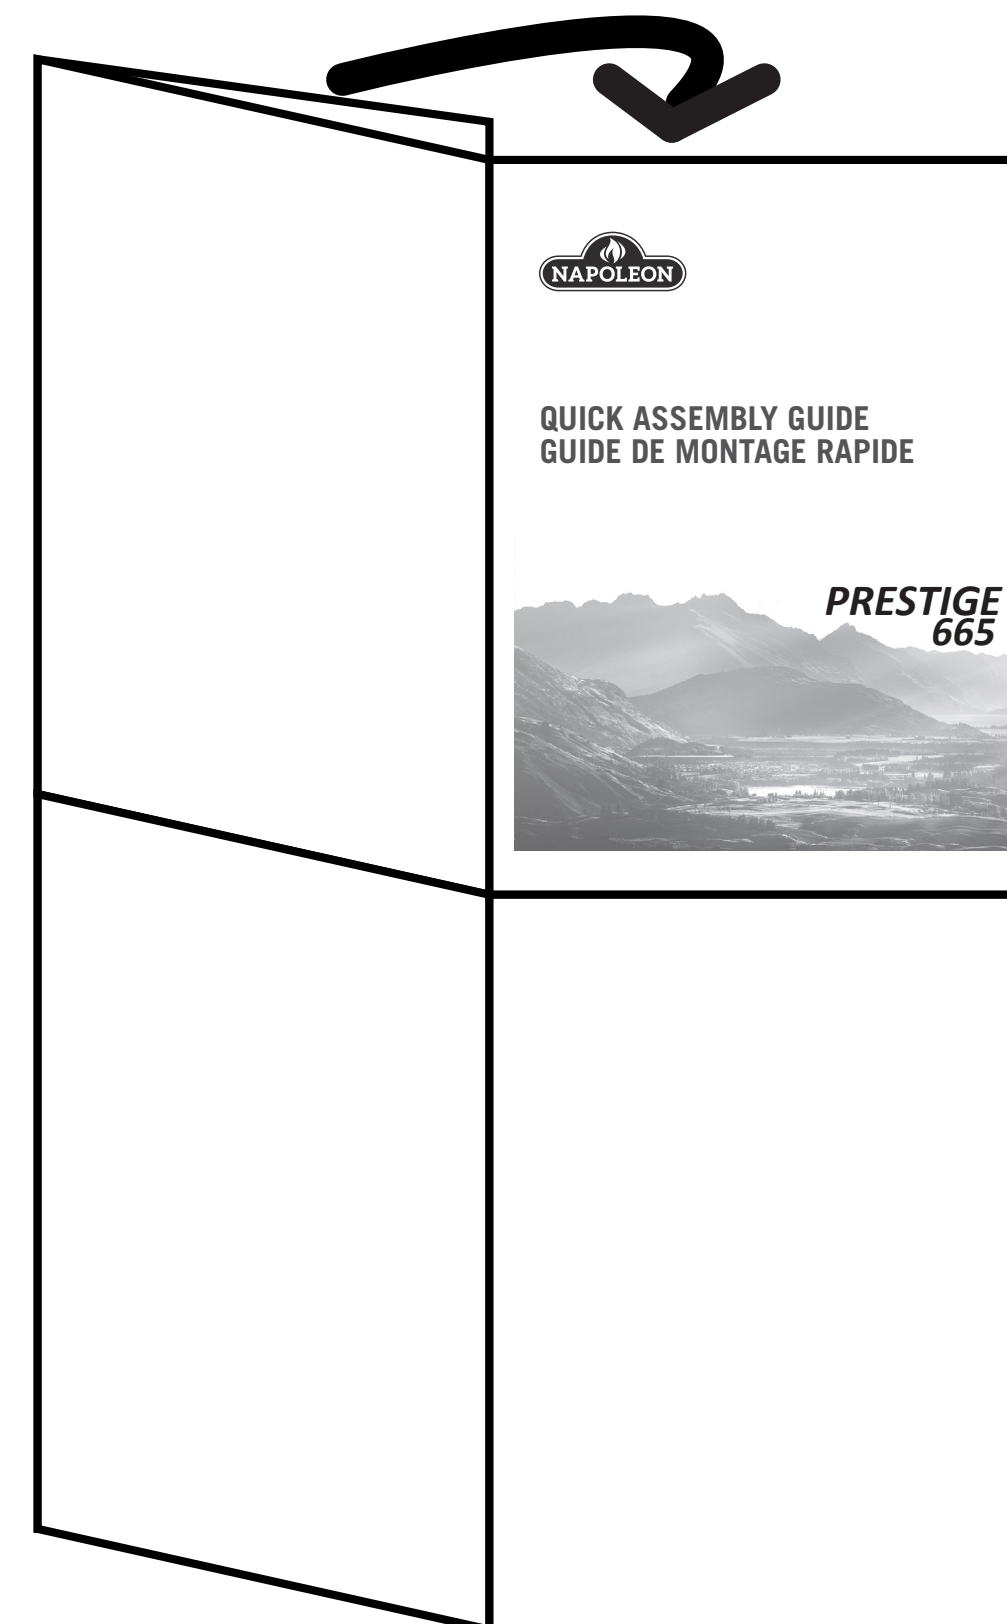 NAPOLEON
QUICK ASSEMBLY GUIDE
GUIDE DE MONTAGE RAPIDE
PRESTIGE
665